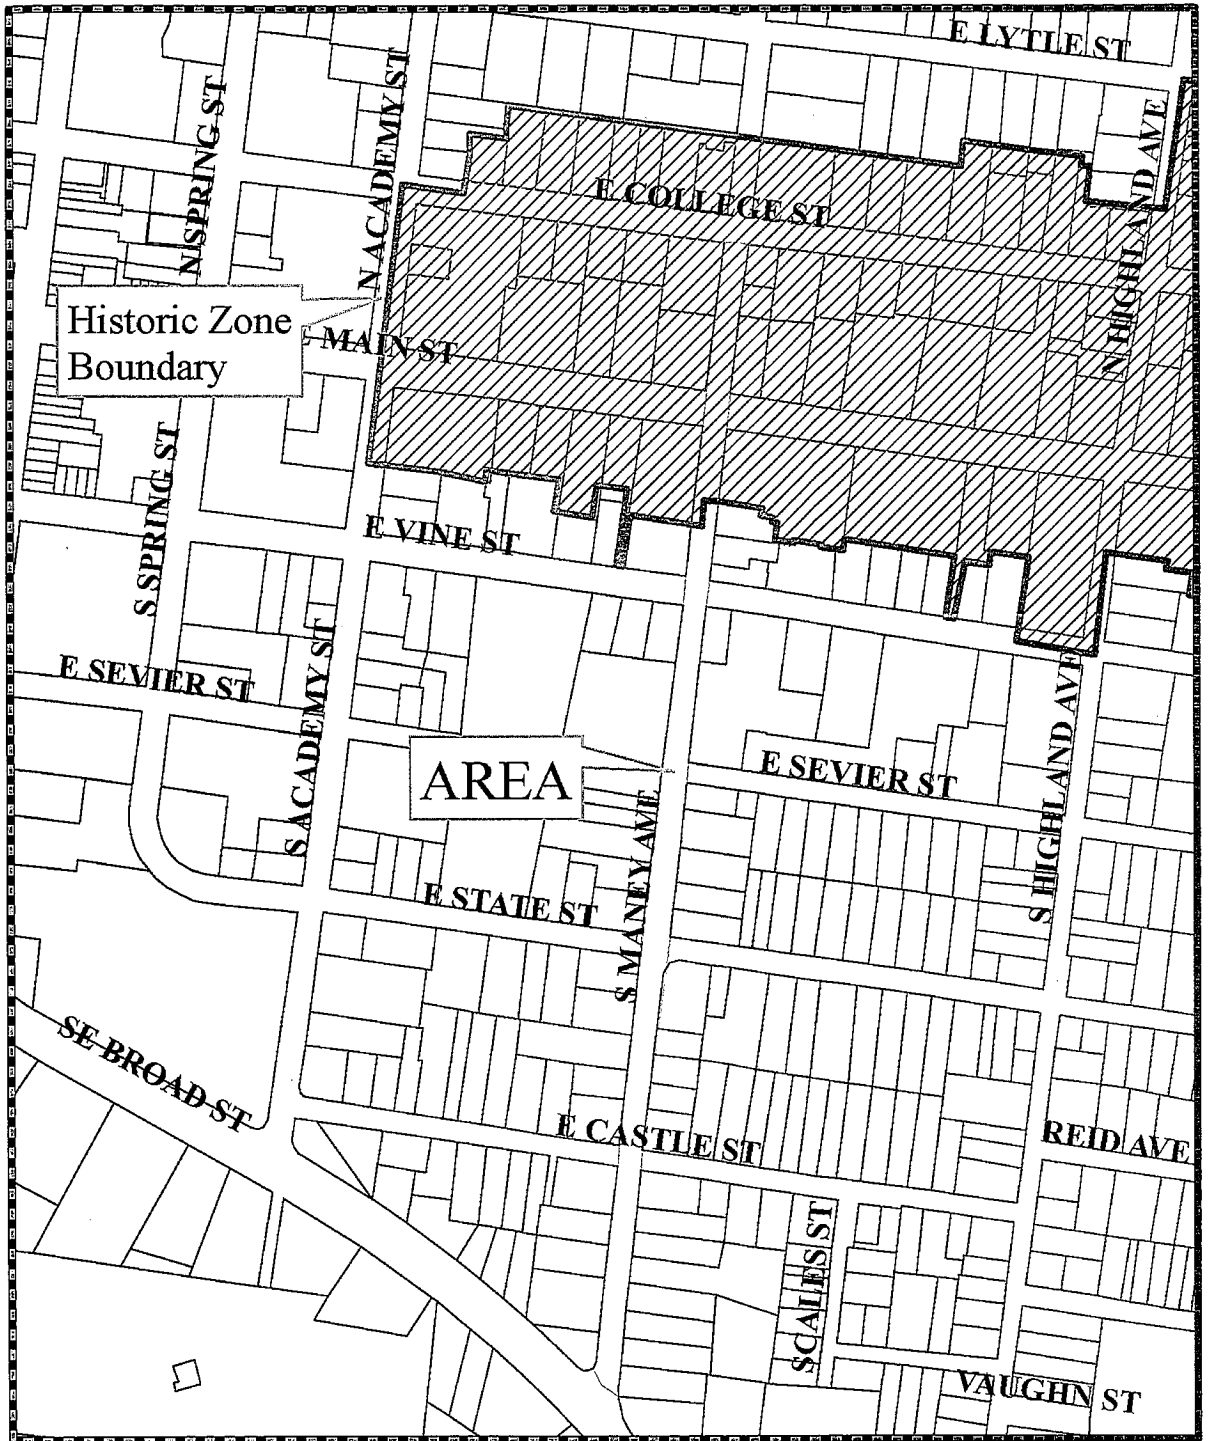 E LYTLE ST
N SPRING ST
N ACADEMY ST
N HIGHLAND AVE
E COLLEGE ST
Historic Zone
Boundary
E MAIN ST
S SPRING ST
E VINE ST
E SEVIER ST
S ACADEMY ST
S HIGHLAND AVE
AREA
E SEVIER ST
S MANEY AVE
E STATE ST
SE BROAD ST
E CASTLE ST
REID AVE
SCALES ST
VAUGHN ST